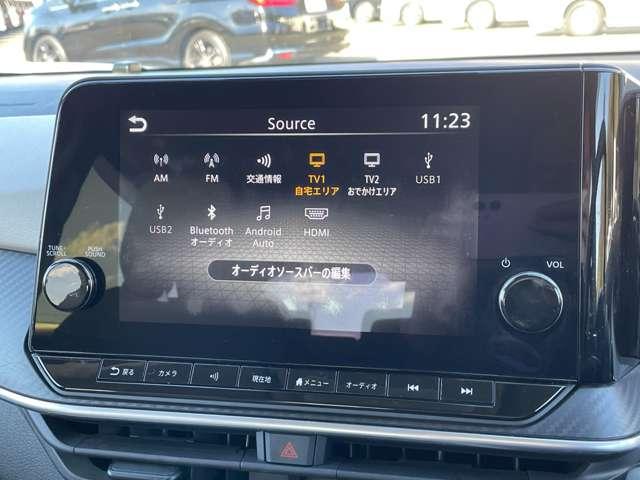 Source
11:23
AM
FM
交通情報
TV1
自宅エリア
TV2
おでかけエリア
USB1
USB2
Bluetooth
オーディオ
Android
Auto
HDMI
オーディオソースバーの編集
TUNE・
SCROLL
PUSH
SOUND
VOL
戻る
カメラ
現在地
メニュー
オーディオ